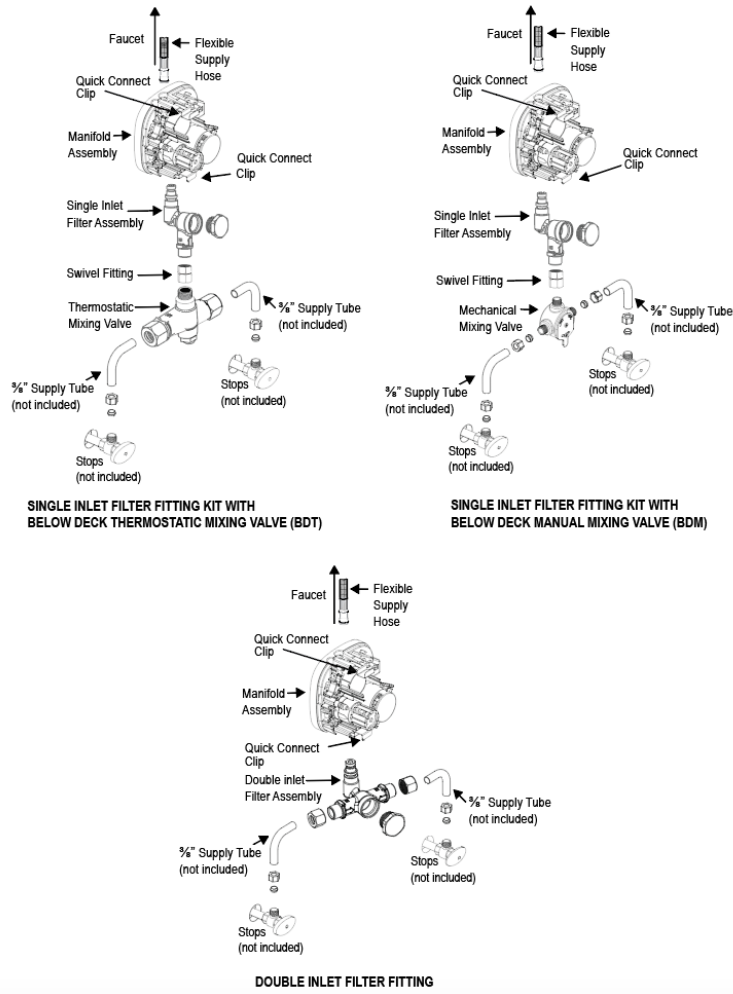 Faucet
Flexible
Supply
Hose
Quick Connect
Clip
Manifold
Assembly
Quick Connect
Clip
Single Inlet
Filter Assembly
Swivel Fitting
Thermostatic
Mixing Valve
⅜" Supply Tube
(not included)
⅜" Supply Tube
(not included)
Stops
(not included)
Stops
(not included)
SINGLE INLET FILTER FITTING KIT WITH
BELOW DECK THERMOSTATIC MIXING VALVE (BDT)
Faucet
Flexible
Supply
Hose
Quick Connect
Clip
Manifold
Assembly
Quick Connect
Clip
Single Inlet
Filter Assembly
Swivel Fitting
Mechanical
Mixing Valve
⅜" Supply Tube
(not included)
Stops
(not included)
⅜" Supply Tube
(not included)
Stops
(not included)
SINGLE INLET FILTER FITTING KIT WITH
BELOW DECK MANUAL MIXING VALVE (BDM)
Faucet
Flexible
Supply
Hose
Quick Connect
Clip
Manifold
Assembly
Quick Connect
Clip
Double inlet
Filter Assembly
⅜" Supply Tube
(not included)
⅜" Supply Tube
(not included)
Stops
(not included)
Stops
(not included)
DOUBLE INLET FILTER FITTING